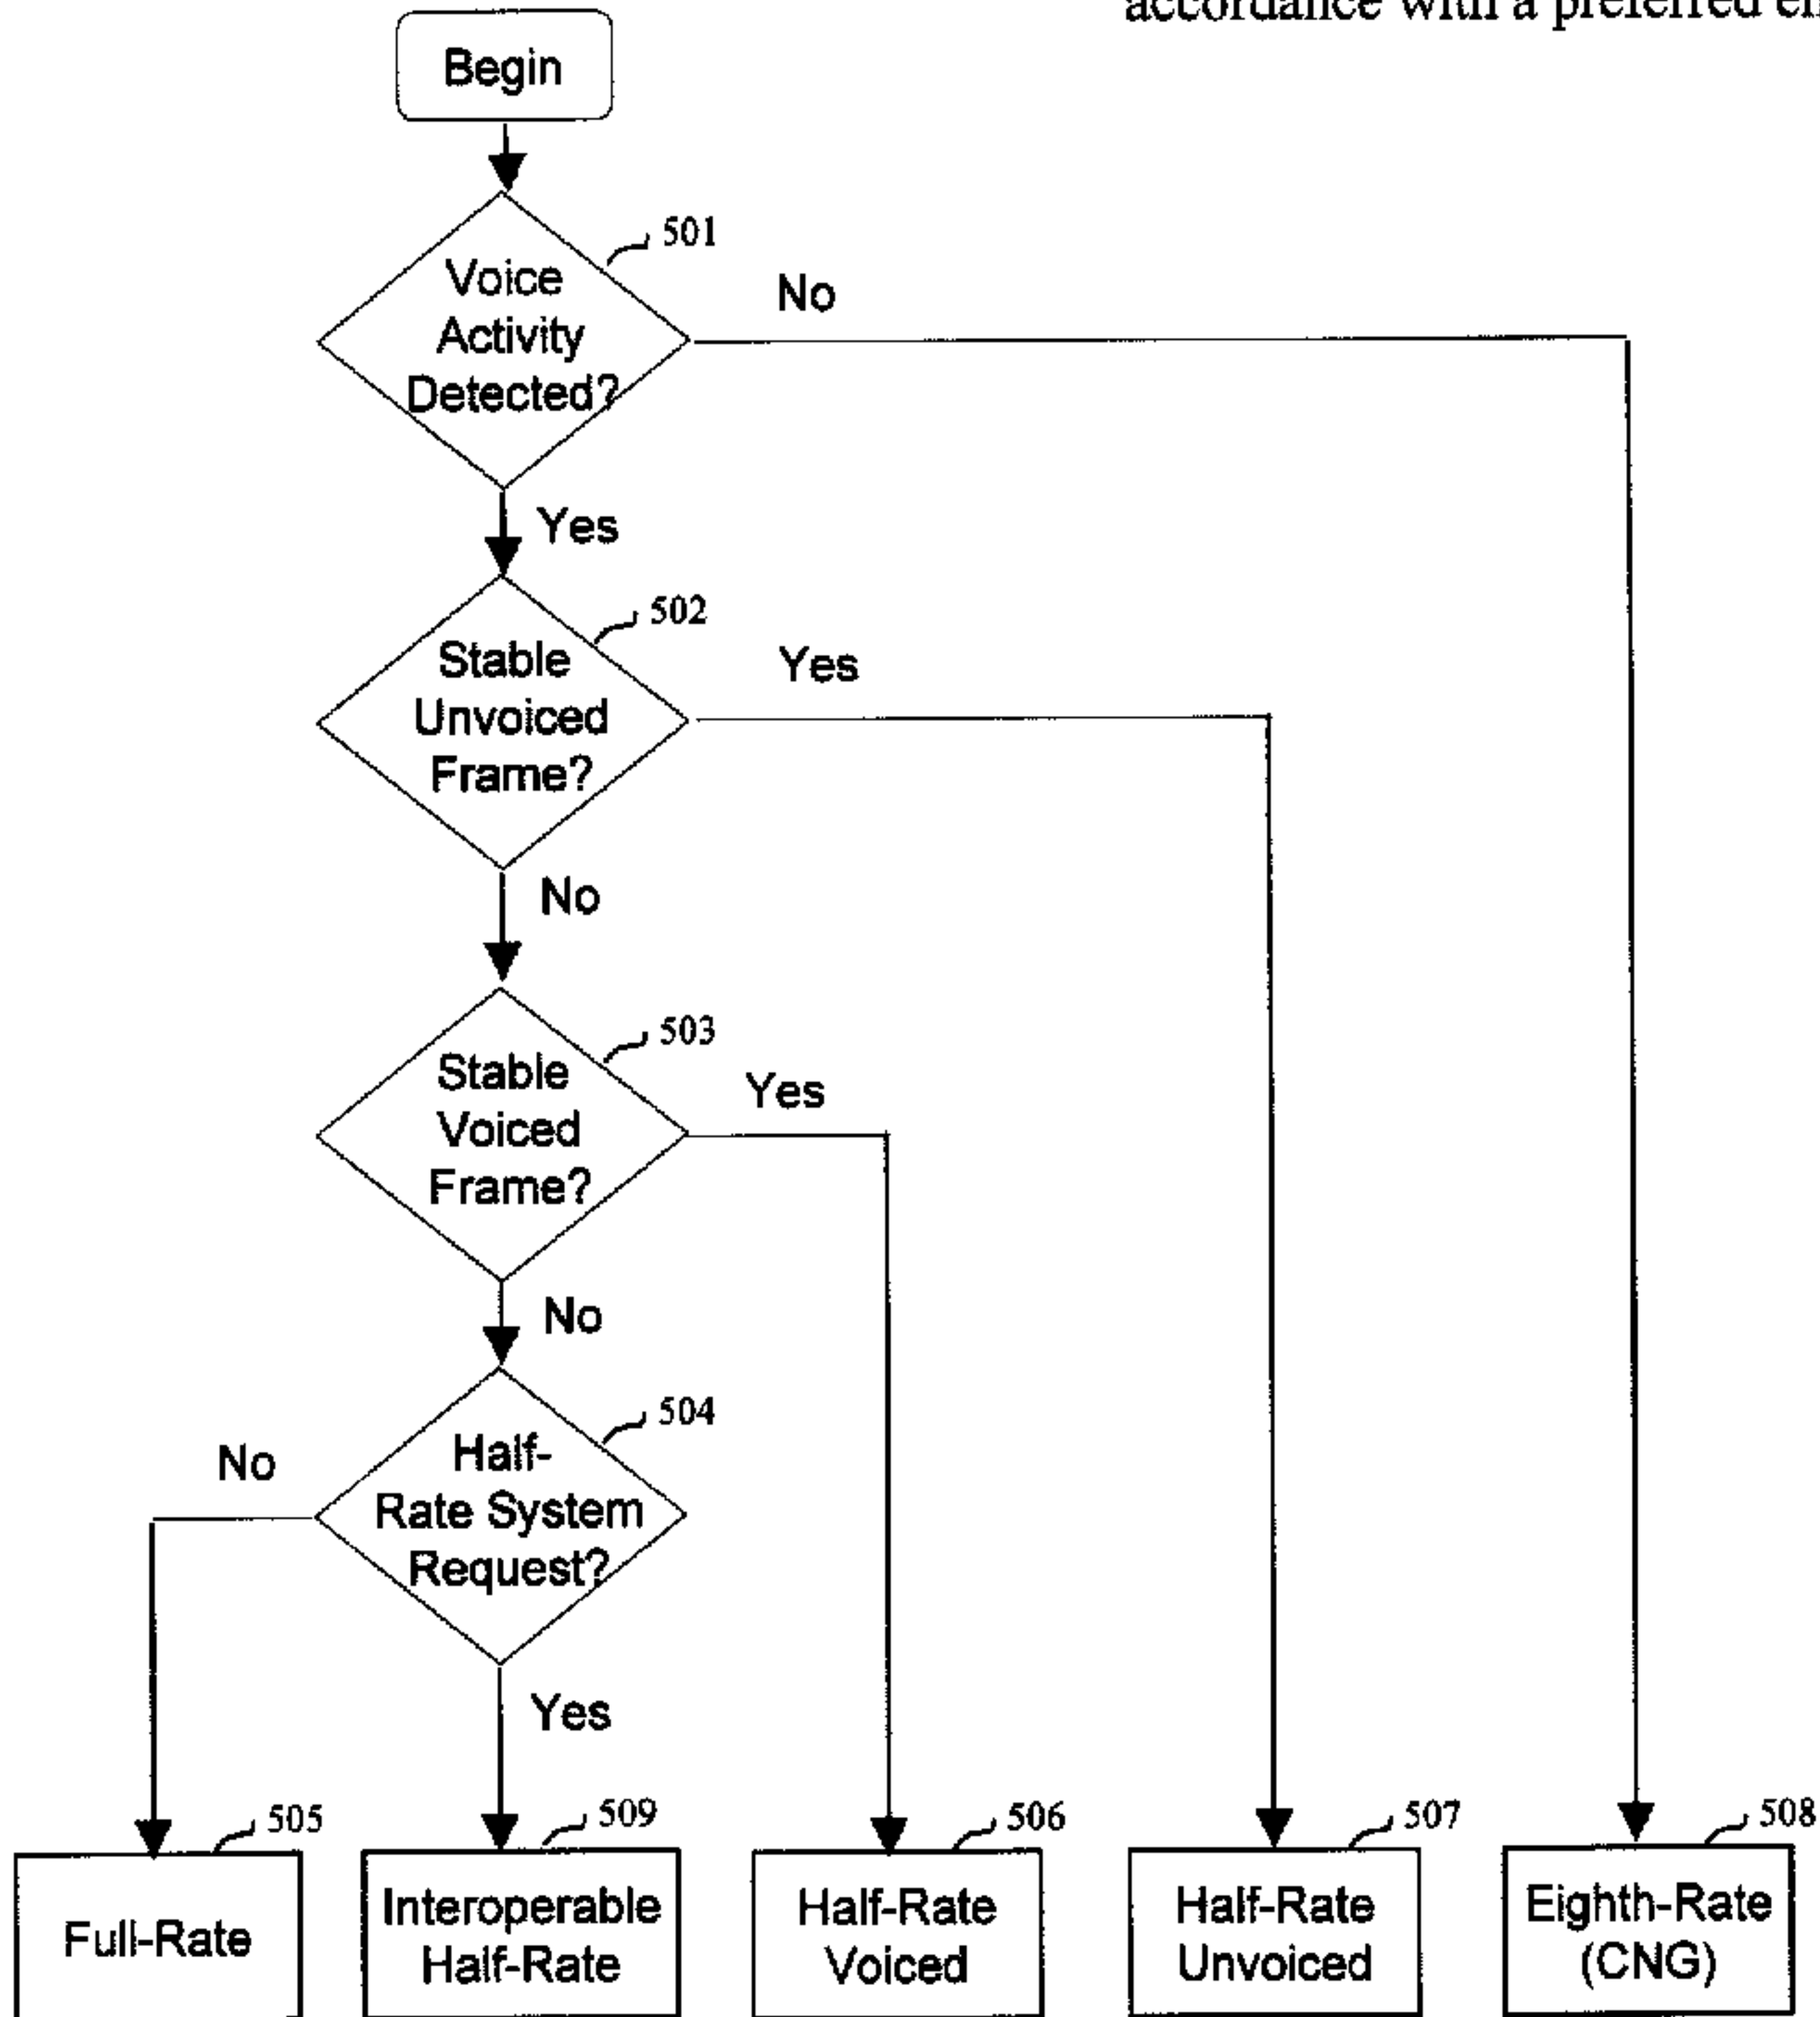 accordance with a preferred
Begin
501
Voice
Activity
Detected?
No
Yes
502
Stable
Unvoiced
Frame?
Yes
No
503
Stable
Voiced
Frame?
Yes
No
504
Half-
Rate System
Request?
No
Yes
505
Full-Rate
509
Interoperable
Half-Rate
506
Half-Rate
Voiced
507
Half-Rate
Unvoiced
508
Eighth-Rate
(CNG)